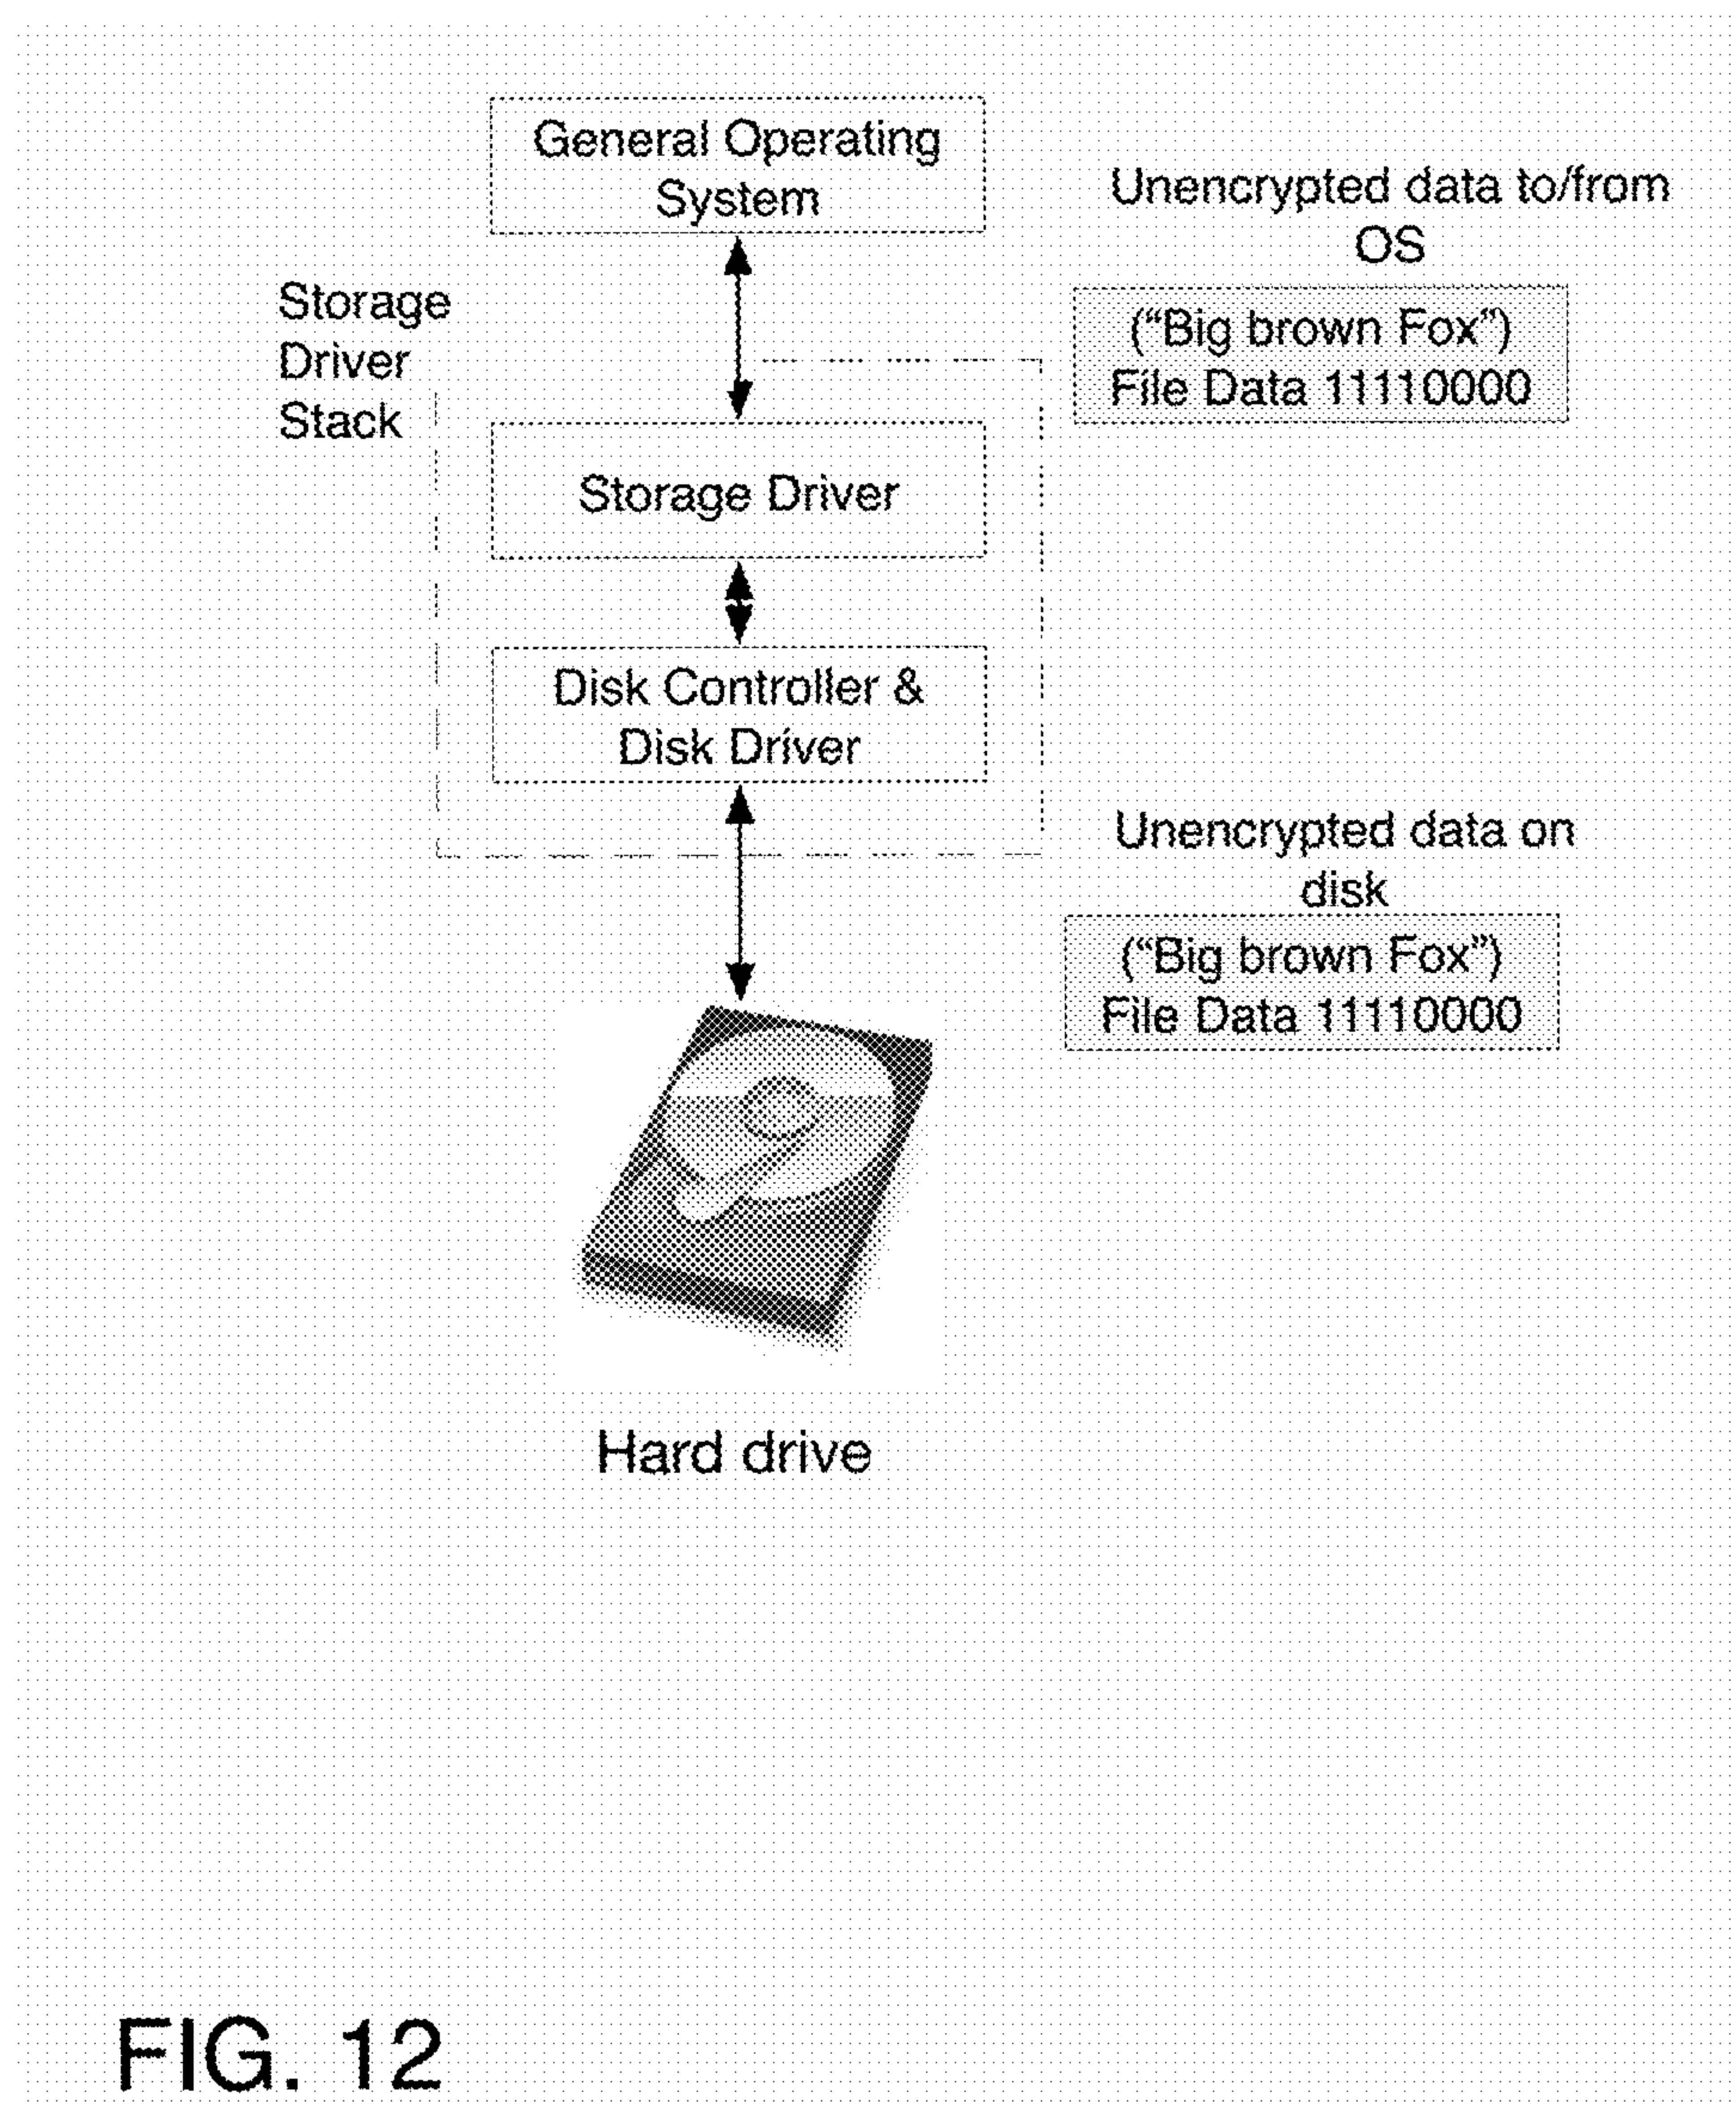 General Operating
System
Unencrypted data to/from
OS
("Big brown Fox")
File Data 11110000
Storage
Driver
Stack
Storage Driver
Disk Controller &
Disk Driver
Unencrypted data on
disk
("Big brown Fox")
File Data 11110000
Hard drive
FIG. 12